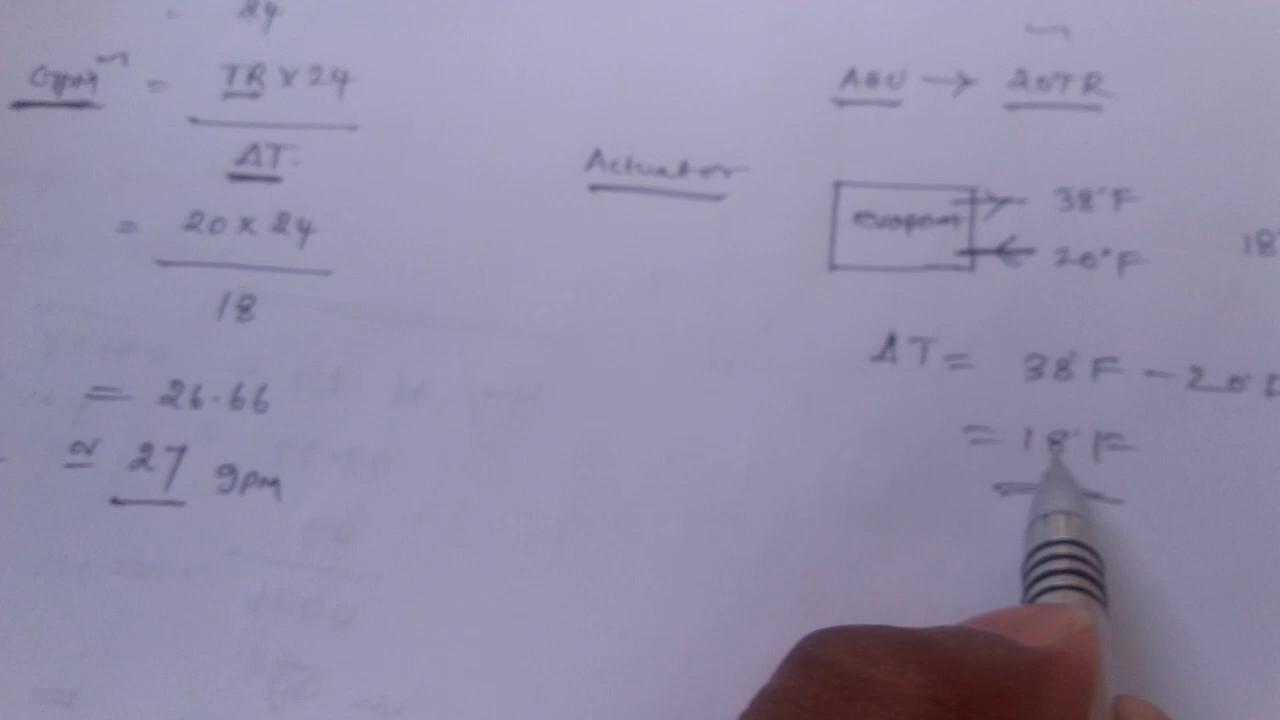 24
GPM = TR X 24
ΔT.
= 20 X 24
18
= 26.66
≃ 27 gpm
Actuator
AHU → 20TR
38°F
20°F
18
ΔT = 38°F - 20°F
= 18°F